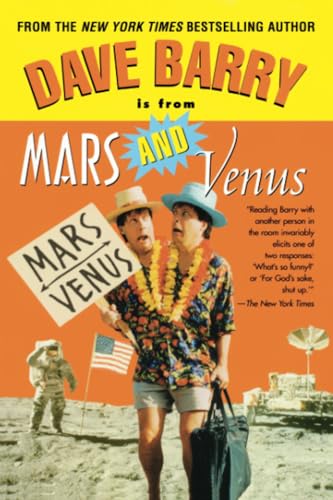 FROM THE NEW YORK TIMES BESTSELLING AUTHOR
DAVE BARRY
is from
MARS AND Venus
"Reading Barry with
another person in
the room invariably
elicits one of
two responses:
'What's so funny?'
or 'For God's sake,
shut up.'"
—The New York Times
MARS
VENUS